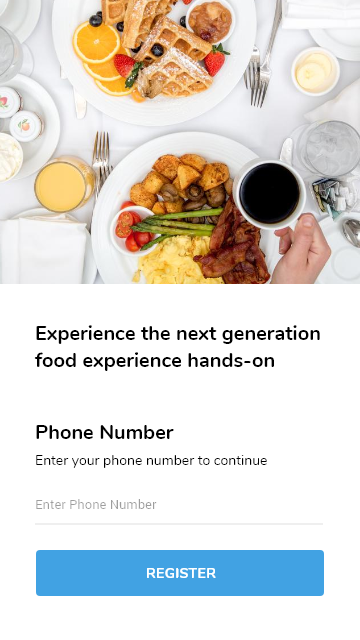 Experience the next generation
food experience hands-on
Phone Number
Enter your phone number to continue
Enter Phone Number
REGISTER